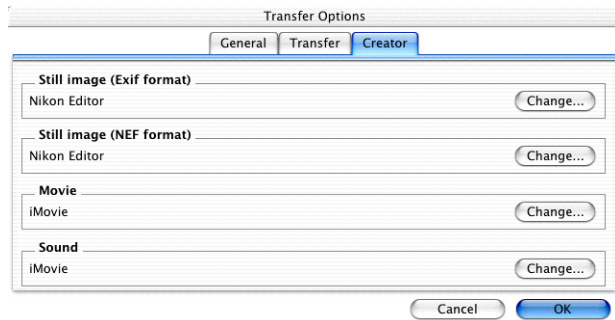 Transfer Options
General Transfer Creator
Still image (Exif format)
Nikon Editor Change...
Still image (NEF format)
Nikon Editor Change...
Movie
iMovie Change...
Sound
iMovie Change...
Cancel OK